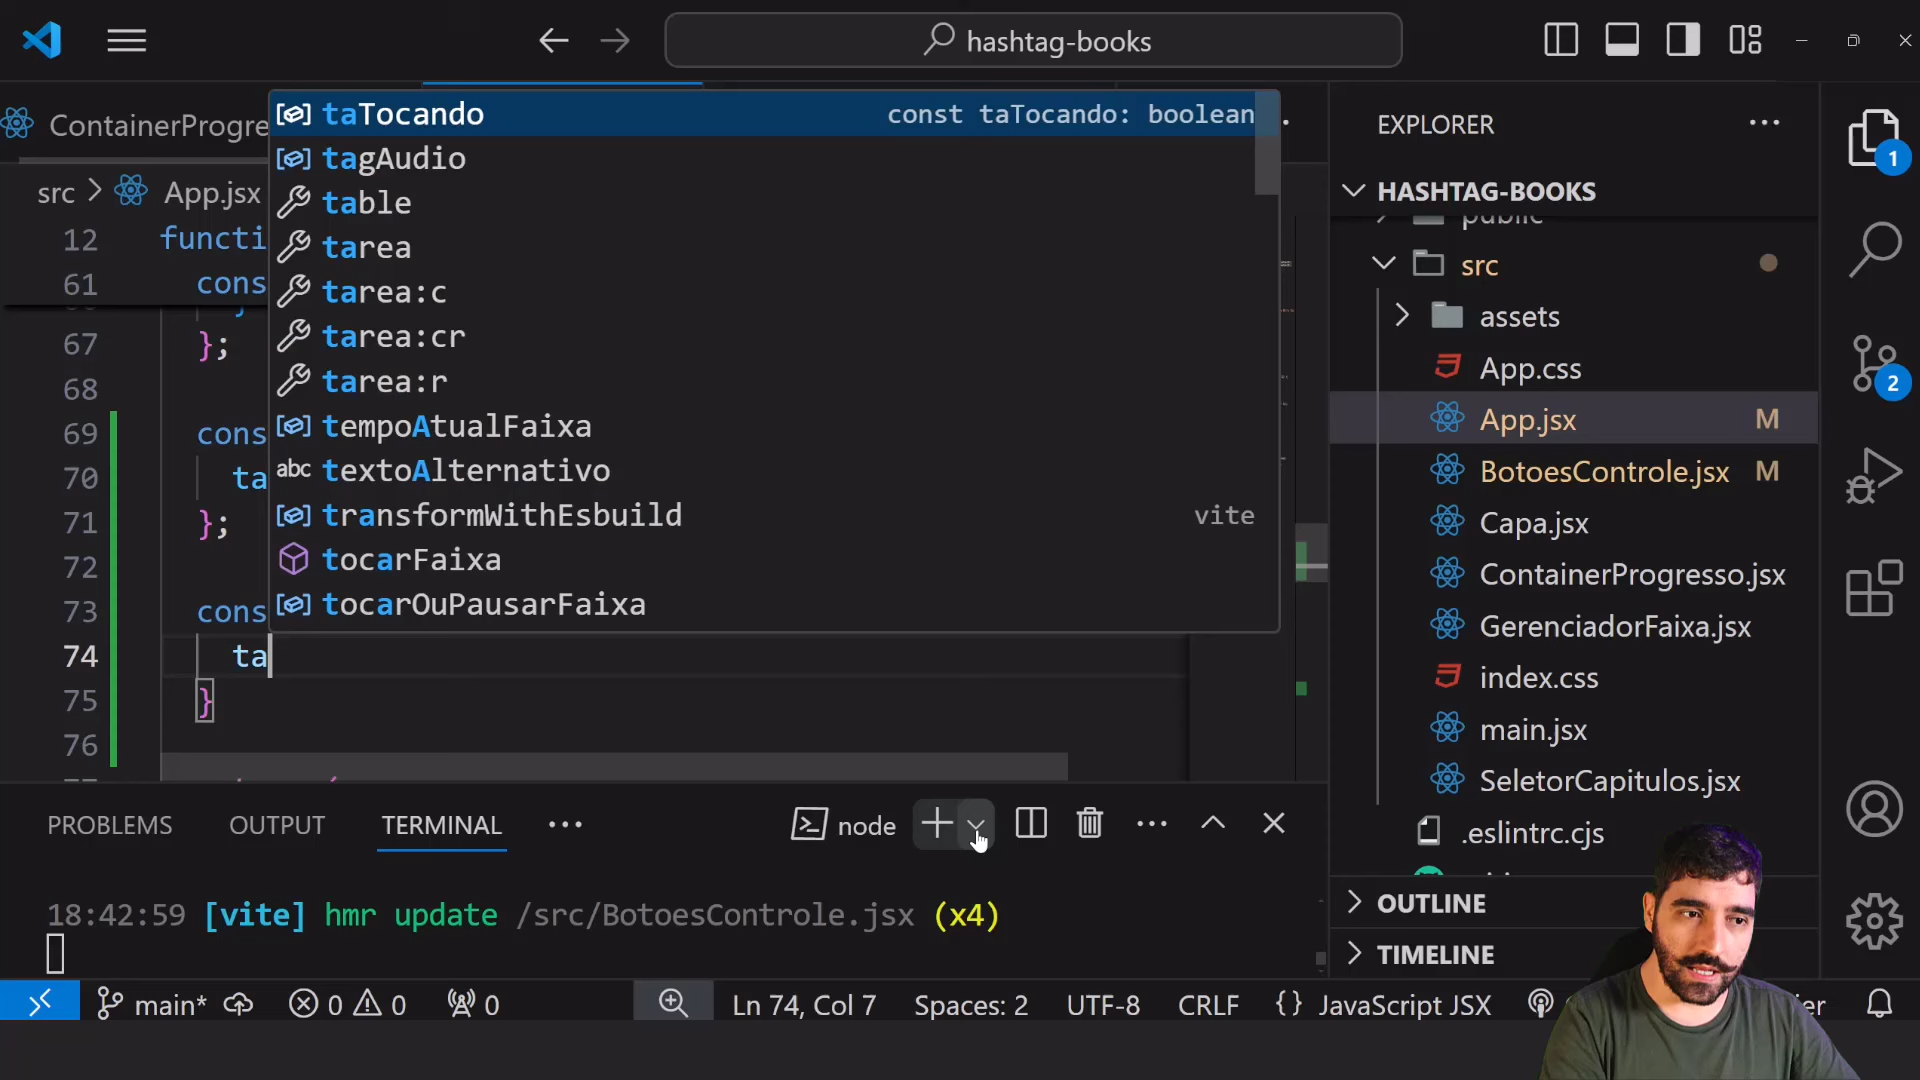 hashtag-books
ContainerProgre
src > App.jsx
12 functi
61 cons
67 };
68
69 cons
70 ta
71 };
72
73 cons
74 ta
75 }
76
taTocando const taTocando: boolean
tagAudio
table
tarea
tarea:c
tarea:cr
tarea:r
tempoAtualFaixa
abc textoAlternativo
transformWithEsbuild vite
tocarFaixa
tocarOuPausarFaixa
EXPLORER
HASHTAG-BOOKS
public
src
assets
App.css
App.jsx M
BotoesControle.jsx M
Capa.jsx
ContainerProgresso.jsx
GerenciadorFaixa.jsx
index.css
main.jsx
SeletorCapitulos.jsx
.eslintrc.cjs
OUTLINE
TIMELINE
1
2
PROBLEMS OUTPUT TERMINAL node
18:42:59 [vite] hmr update /src/BotoesControle.jsx (x4)
main* 0 0 0 Ln 74, Col 7 Spaces: 2 UTF-8 CRLF {} JavaScript JSX